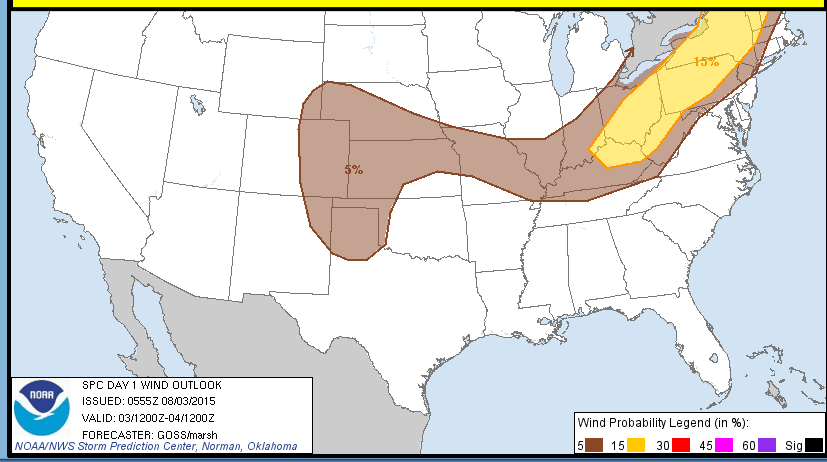 15%
5%
NOAA
SPC DAY 1 WIND OUTLOOK
ISSUED: 0555Z 08/03/2015
VALID: 03/1200Z-04/1200Z
FORECASTER: GOSS/marsh
NOAA/NWS Storm Prediction Center, Norman, Oklahoma
Wind Probability Legend (in %):
5 15 30 45 60 Sig